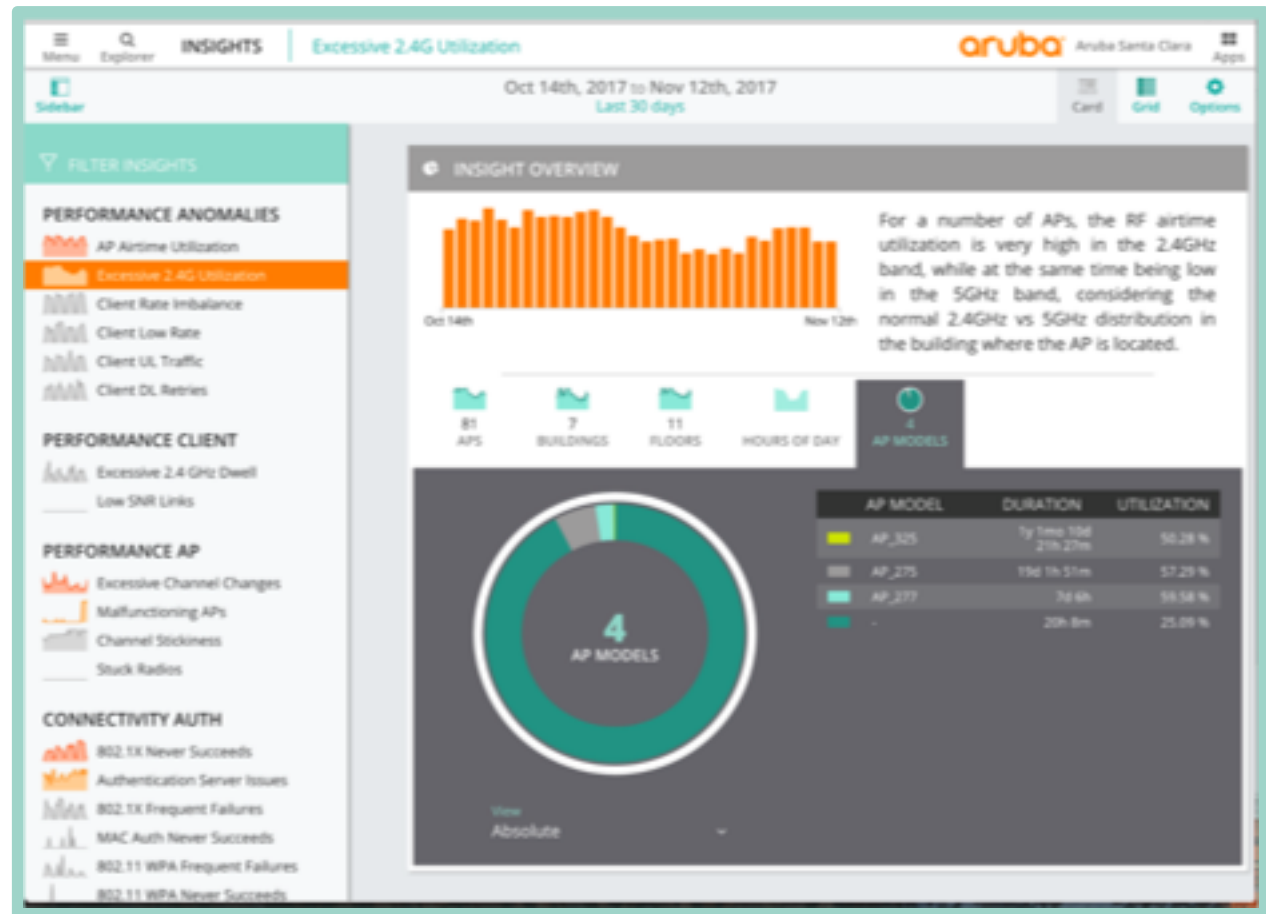 Menu
Explorer
INSIGHTS
Excessive 2.4G Utilization
aruba
Aruba Santa Clara
Apps
Sidebar
Oct 14th, 2017 to Nov 12th, 2017
Last 30 days
Card
Grid
Options
FILTER INSIGHTS
PERFORMANCE ANOMALIES
AP Airtime Utilization
Excessive 2.4G Utilization
Client Rate Imbalance
Client Low Rate
Client UL Traffic
Client DL Retries
PERFORMANCE CLIENT
Excessive 2.4 GHz Dwell
Low SNR Links
PERFORMANCE AP
Excessive Channel Changes
Malfunctioning APs
Channel Stickiness
Stuck Radios
CONNECTIVITY AUTH
802.1X Never Succeeds
Authentication Server Issues
802.1X Frequent Failures
MAC Auth Never Succeeds
802.11 WPA Frequent Failures
802.11 WPA Never Succeeds
INSIGHT OVERVIEW
Oct 14th
Nov 12th
For a number of APs, the RF airtime
utilization is very high in the 2.4GHz
band, while at the same time being low
in the 5GHz band, considering the
normal 2.4GHz vs 5GHz distribution in
the building where the AP is located.
81
APS
7
BUILDINGS
11
FLOORS
HOURS OF DAY
4
AP MODELS
4
AP MODELS
AP MODEL DURATION UTILIZATION
AP_325 1y 1mo 10d 21h 27m 50.28 %
AP_275 19d 1h 51m 57.29 %
AP_277 7d 6h 59.58 %
- 20h 8m 25.09 %
View
Absolute